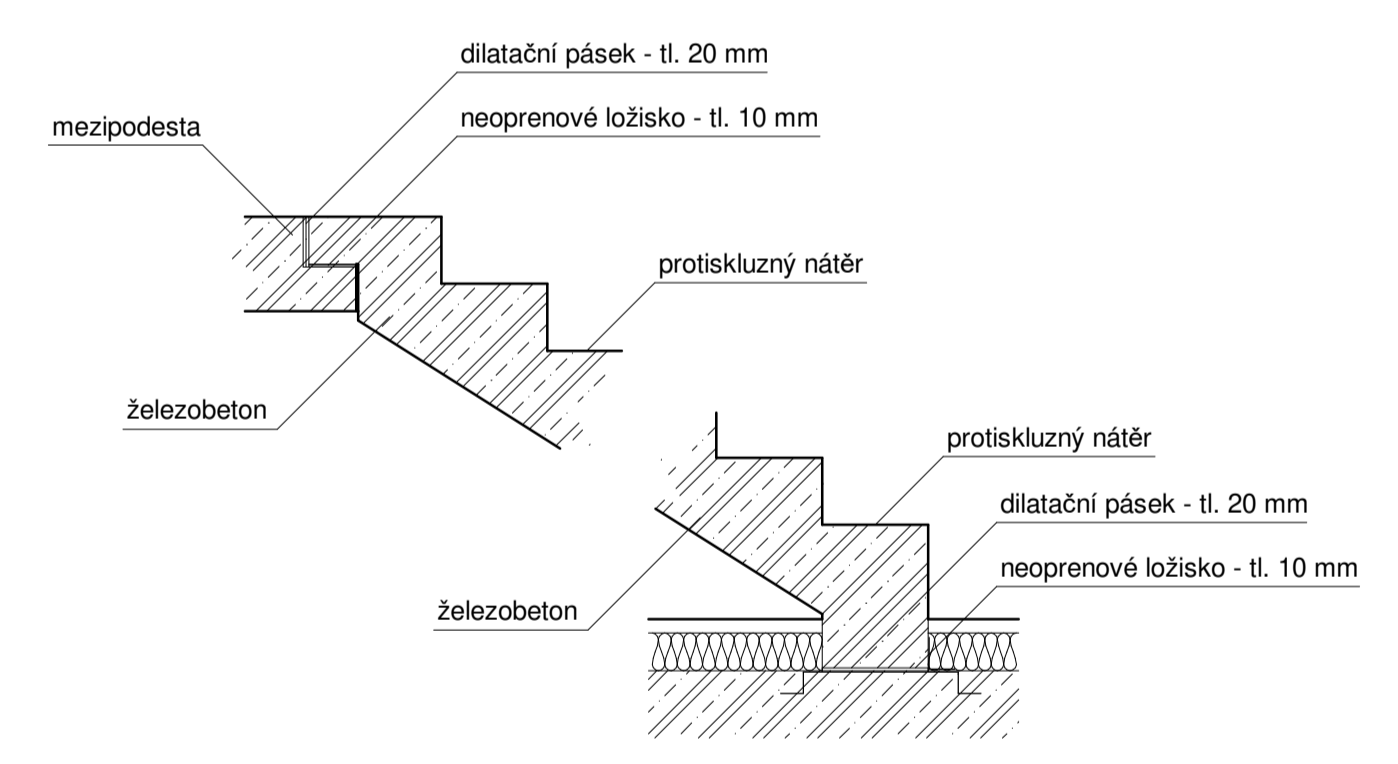 dilatační pásek - tl. 20 mm
neoprenové ložisko - tl. 10 mm
mezipodesta
protiskluzný nátěr
železobeton
protiskluzný nátěr
dilatační pásek - tl. 20 mm
neoprenové ložisko - tl. 10 mm
železobeton